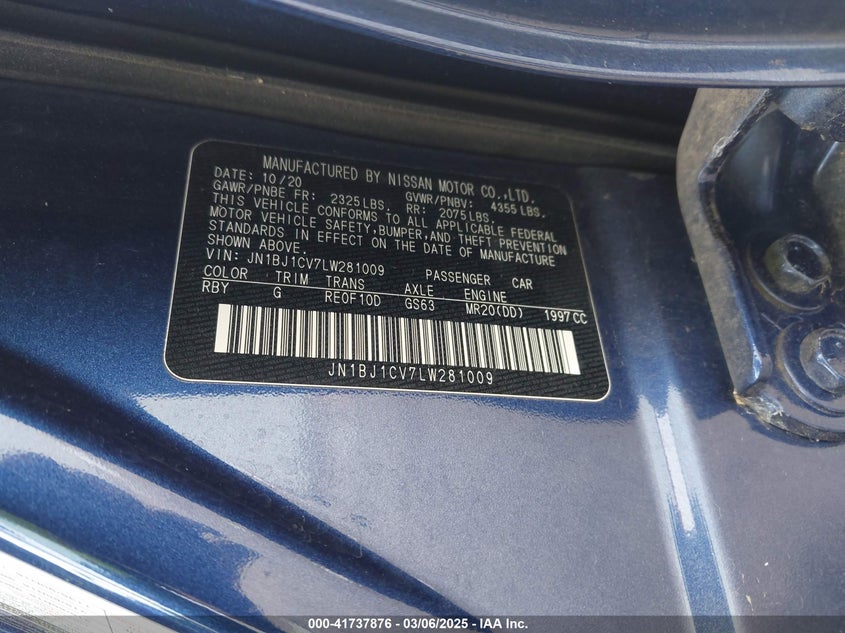 MANUFACTURED BY NISSAN MOTOR CO.,LTD.
DATE: 10/20 GVWR/PNBV: 4355 LBS,
GAWR/PNBE FR: 2325 LBS, RR: 2075 LBS,
THIS VEHICLE CONFORMS TO ALL APPLICABLE FEDERAL
MOTOR VEHICLE SAFETY,BUMPER,AND THEFT PREVENTION
STANDARDS IN EFFECT ON THE DATE OF MANUFACTURE
SHOWN ABOVE.
VIN: JN1BJ1CV7LW281009 PASSENGER CAR
COLOR TRIM TRANS AXLE ENGINE
RBY G RE0F10D GS63 MR20(DD) 1997 CC
JN1BJ1CV7LW281009
000-41737876 — 03/06/2025 — IAA Inc.